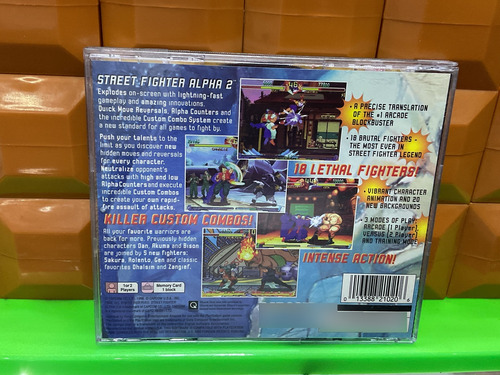 STREET FIGHTER ALPHA 2
Explodes on-screen with lightning-fast
gameplay and amazing innovations.
Quick Move Reversals, Alpha Counters and
the incredible Custom Combo System create
a new standard for all games to fight by.
Push your talents to the
limit as you discover new
hidden moves and reversals
for every character.
Neutralize opponent's
attacks with high and low
Alpha Counters and execute
incredible Custom Combos
to create your own rapid-
fire assault of attacks.
KILLER CUSTOM COMBOS!
All your favorite warriors are
back for more. Previously hidden
characters Dan, Akuma and Bison
are joined by 5 new fighters:
Sakura, Rolento, Gen and classic
favorites Dhalsim and Zangief.
• A PRECISE TRANSLATION
OF THE #1 ARCADE
BLOCKBUSTER
• 18 BRUTAL FIGHTERS -
THE MOST EVER IN
STREET FIGHTER LEGEND
18 LETHAL FIGHTERS!
• VIBRANT CHARACTER
ANIMATION AND 20
NEW BACKGROUNDS
• 3 MODES OF PLAY:
ARCADE (1 Player),
VERSUS (2 Player)
AND TRAINING MODE
INTENSE ACTION!
1 or 2
Players
Memory Card
1 block
0 13388 21020 6